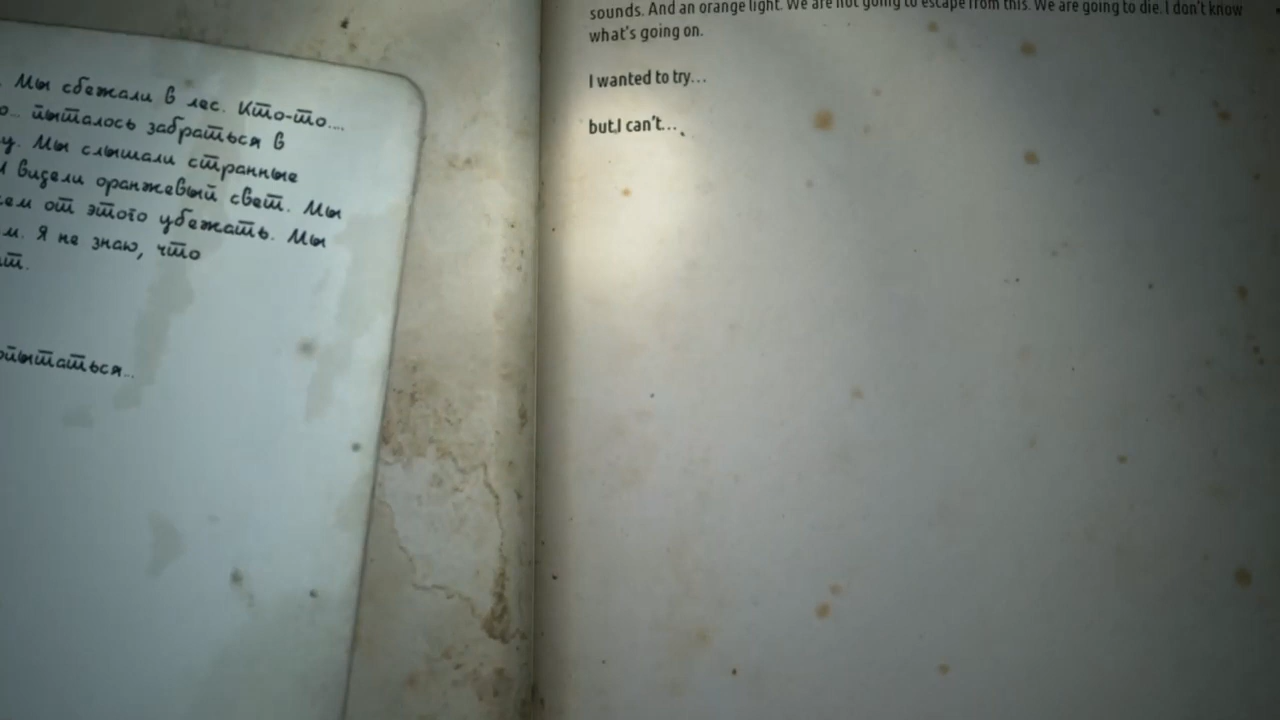 Мы сбежали в лес. Кто-то....
пыталось забраться в
Мы слышали странные
видели оранжевый свет. Мы
от этого убежать. Мы
Я не знаю, что
sounds. And an orange light. We are not going to escape from this. We are going to die. I don't know
what's going on.
I wanted to try...
but I can't...